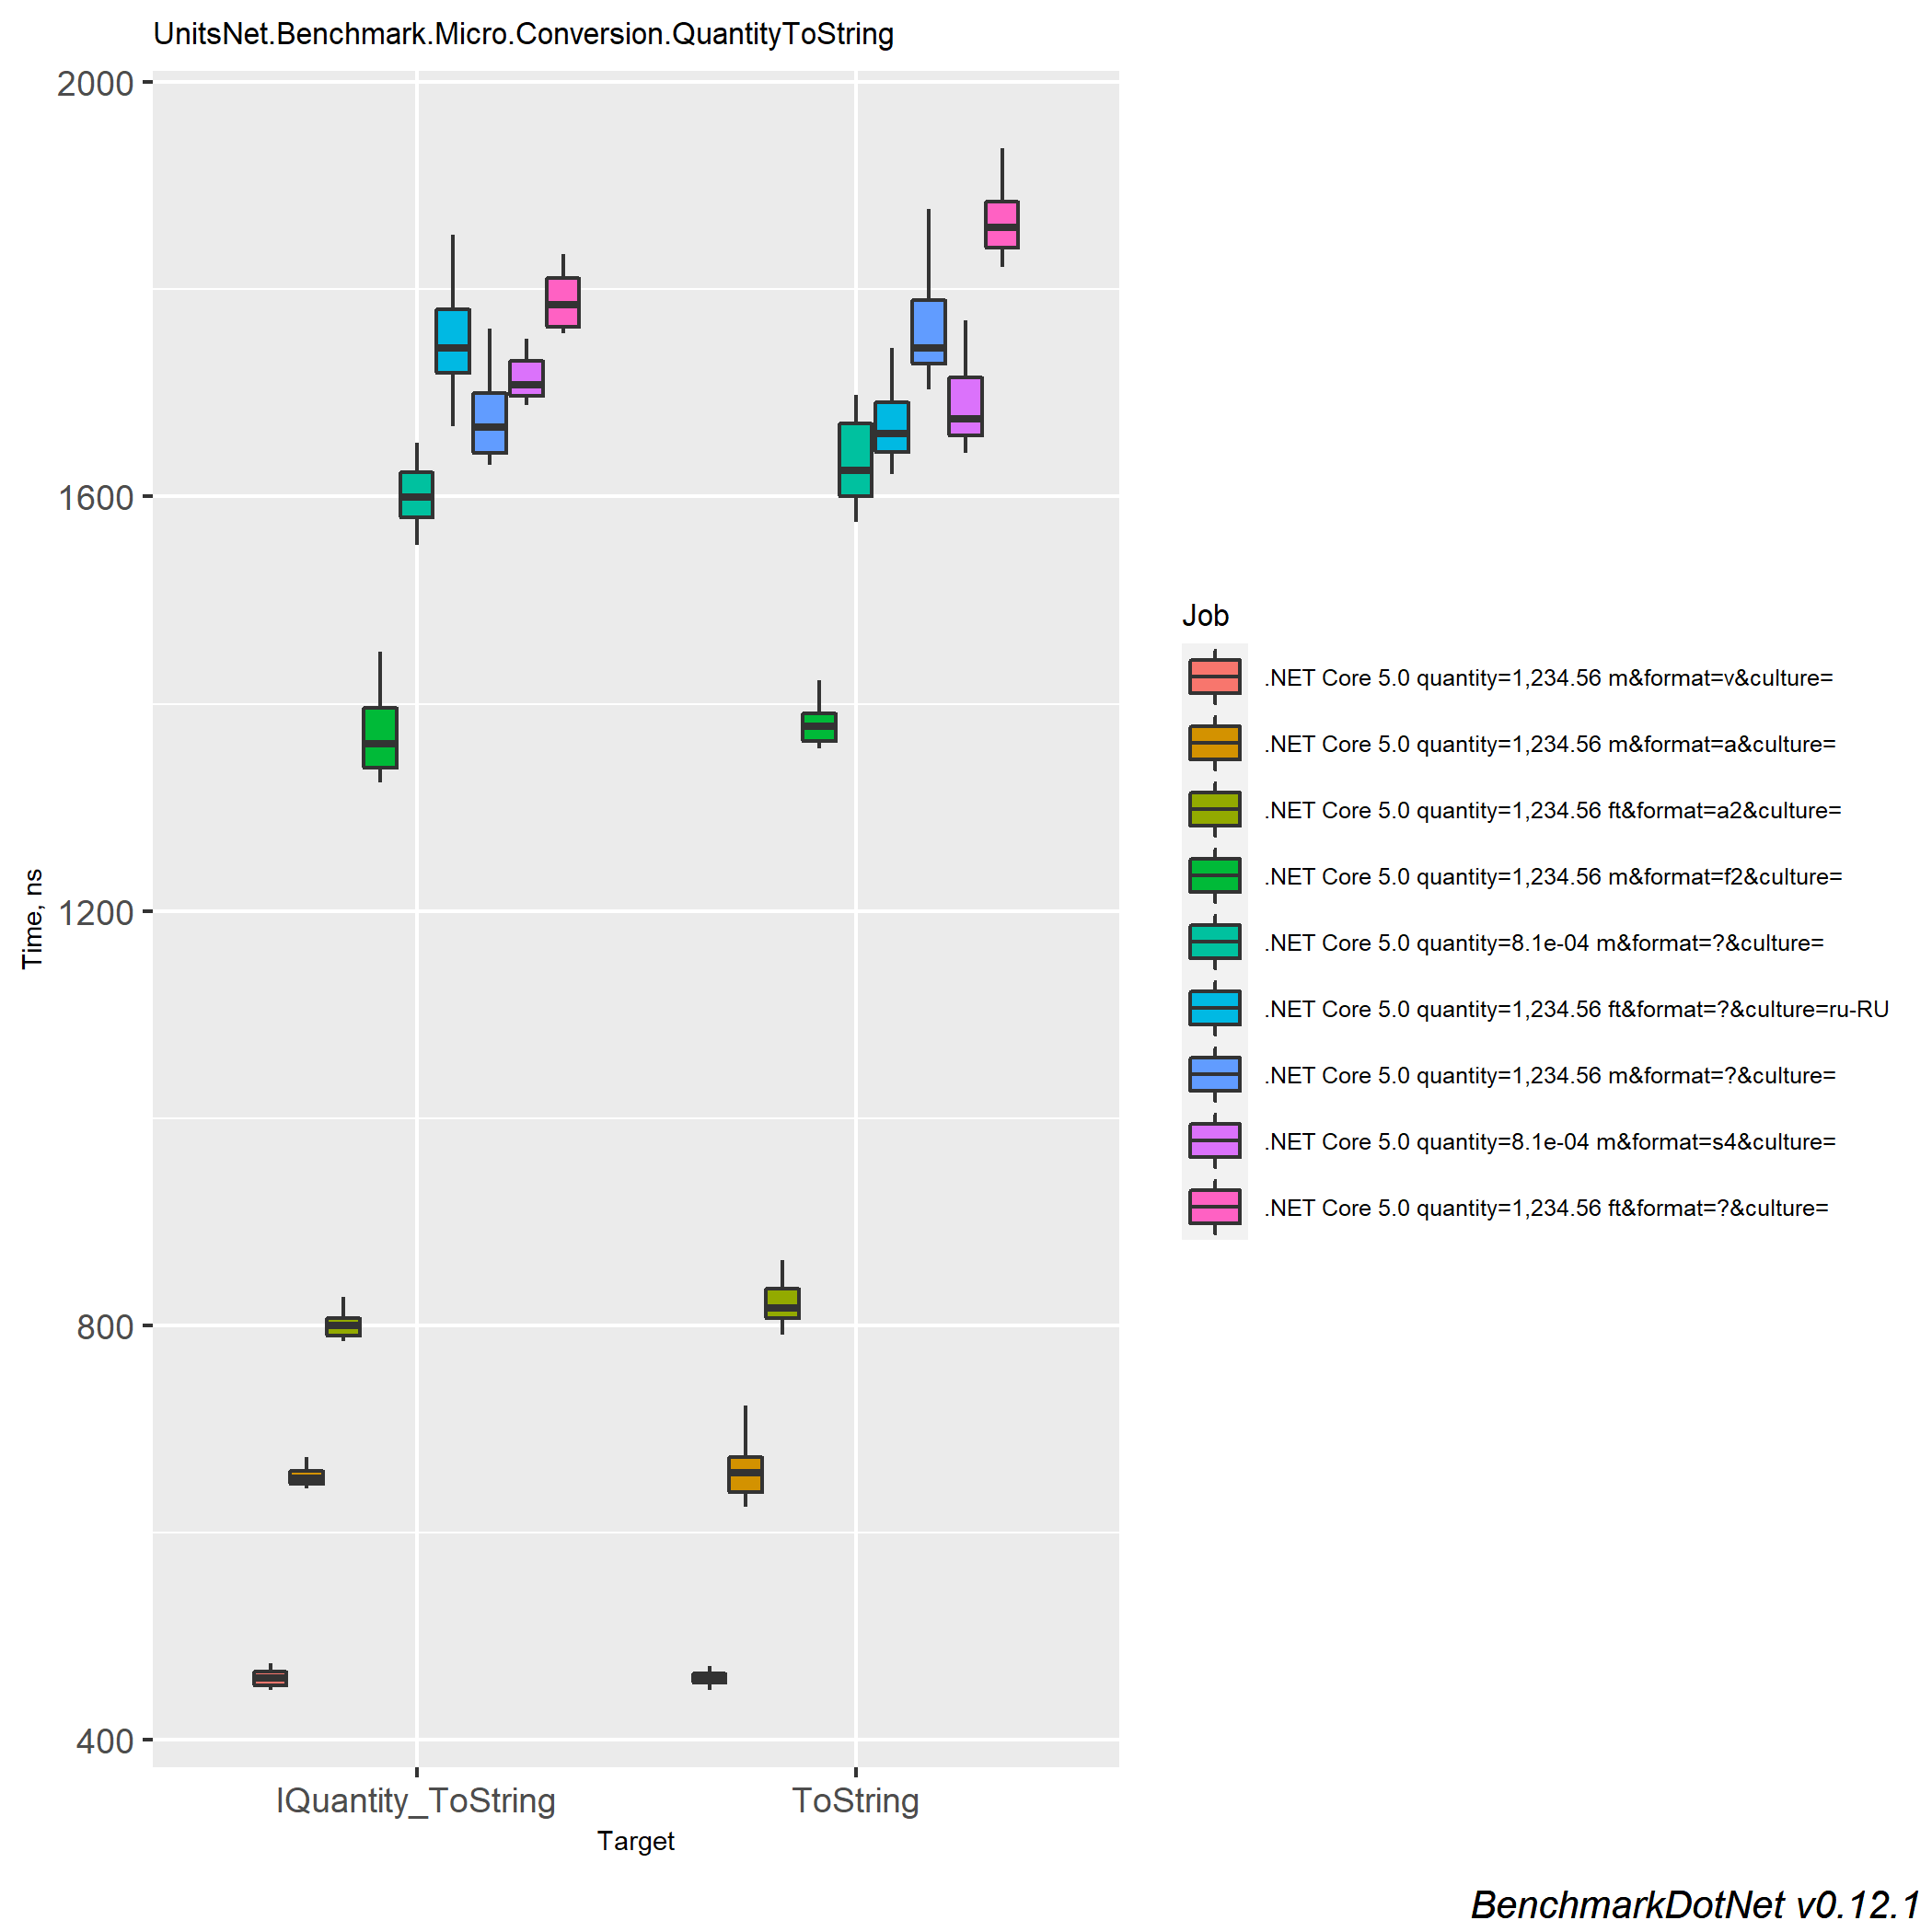 UnitsNet.Benchmark.Micro.Conversion.QuantityToString
2000
1600
1200
800
400
Time, ns
IQuantity_ToString
ToString
Target
Job
.NET Core 5.0 quantity=1,234.56 m&format=v&culture=
.NET Core 5.0 quantity=1,234.56 m&format=a&culture=
.NET Core 5.0 quantity=1,234.56 ft&format=a2&culture=
.NET Core 5.0 quantity=1,234.56 m&format=f2&culture=
.NET Core 5.0 quantity=8.1e-04 m&format=?&culture=
.NET Core 5.0 quantity=1,234.56 ft&format=?&culture=ru-RU
.NET Core 5.0 quantity=1,234.56 m&format=?&culture=
.NET Core 5.0 quantity=8.1e-04 m&format=s4&culture=
.NET Core 5.0 quantity=1,234.56 ft&format=?&culture=
BenchmarkDotNet v0.12.1